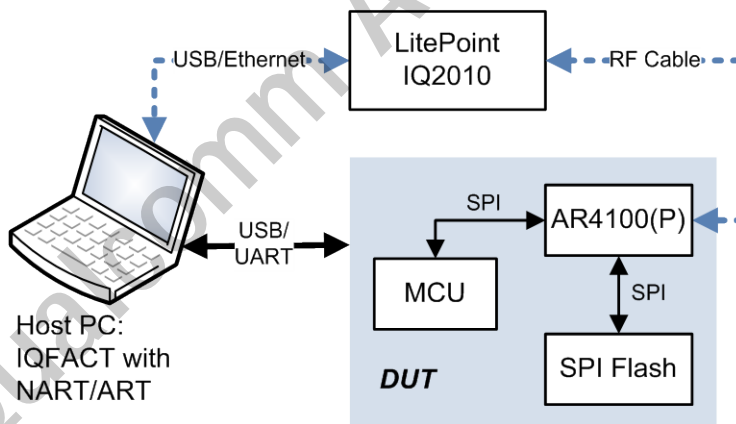 LitePoint
IQ2010
USB/Ethernet
RF Cable
USB/
UART
SPI
AR4100(P)
MCU
SPI
SPI Flash
DUT
Host PC:
IQFACT with
NART/ART
Qualcomm A